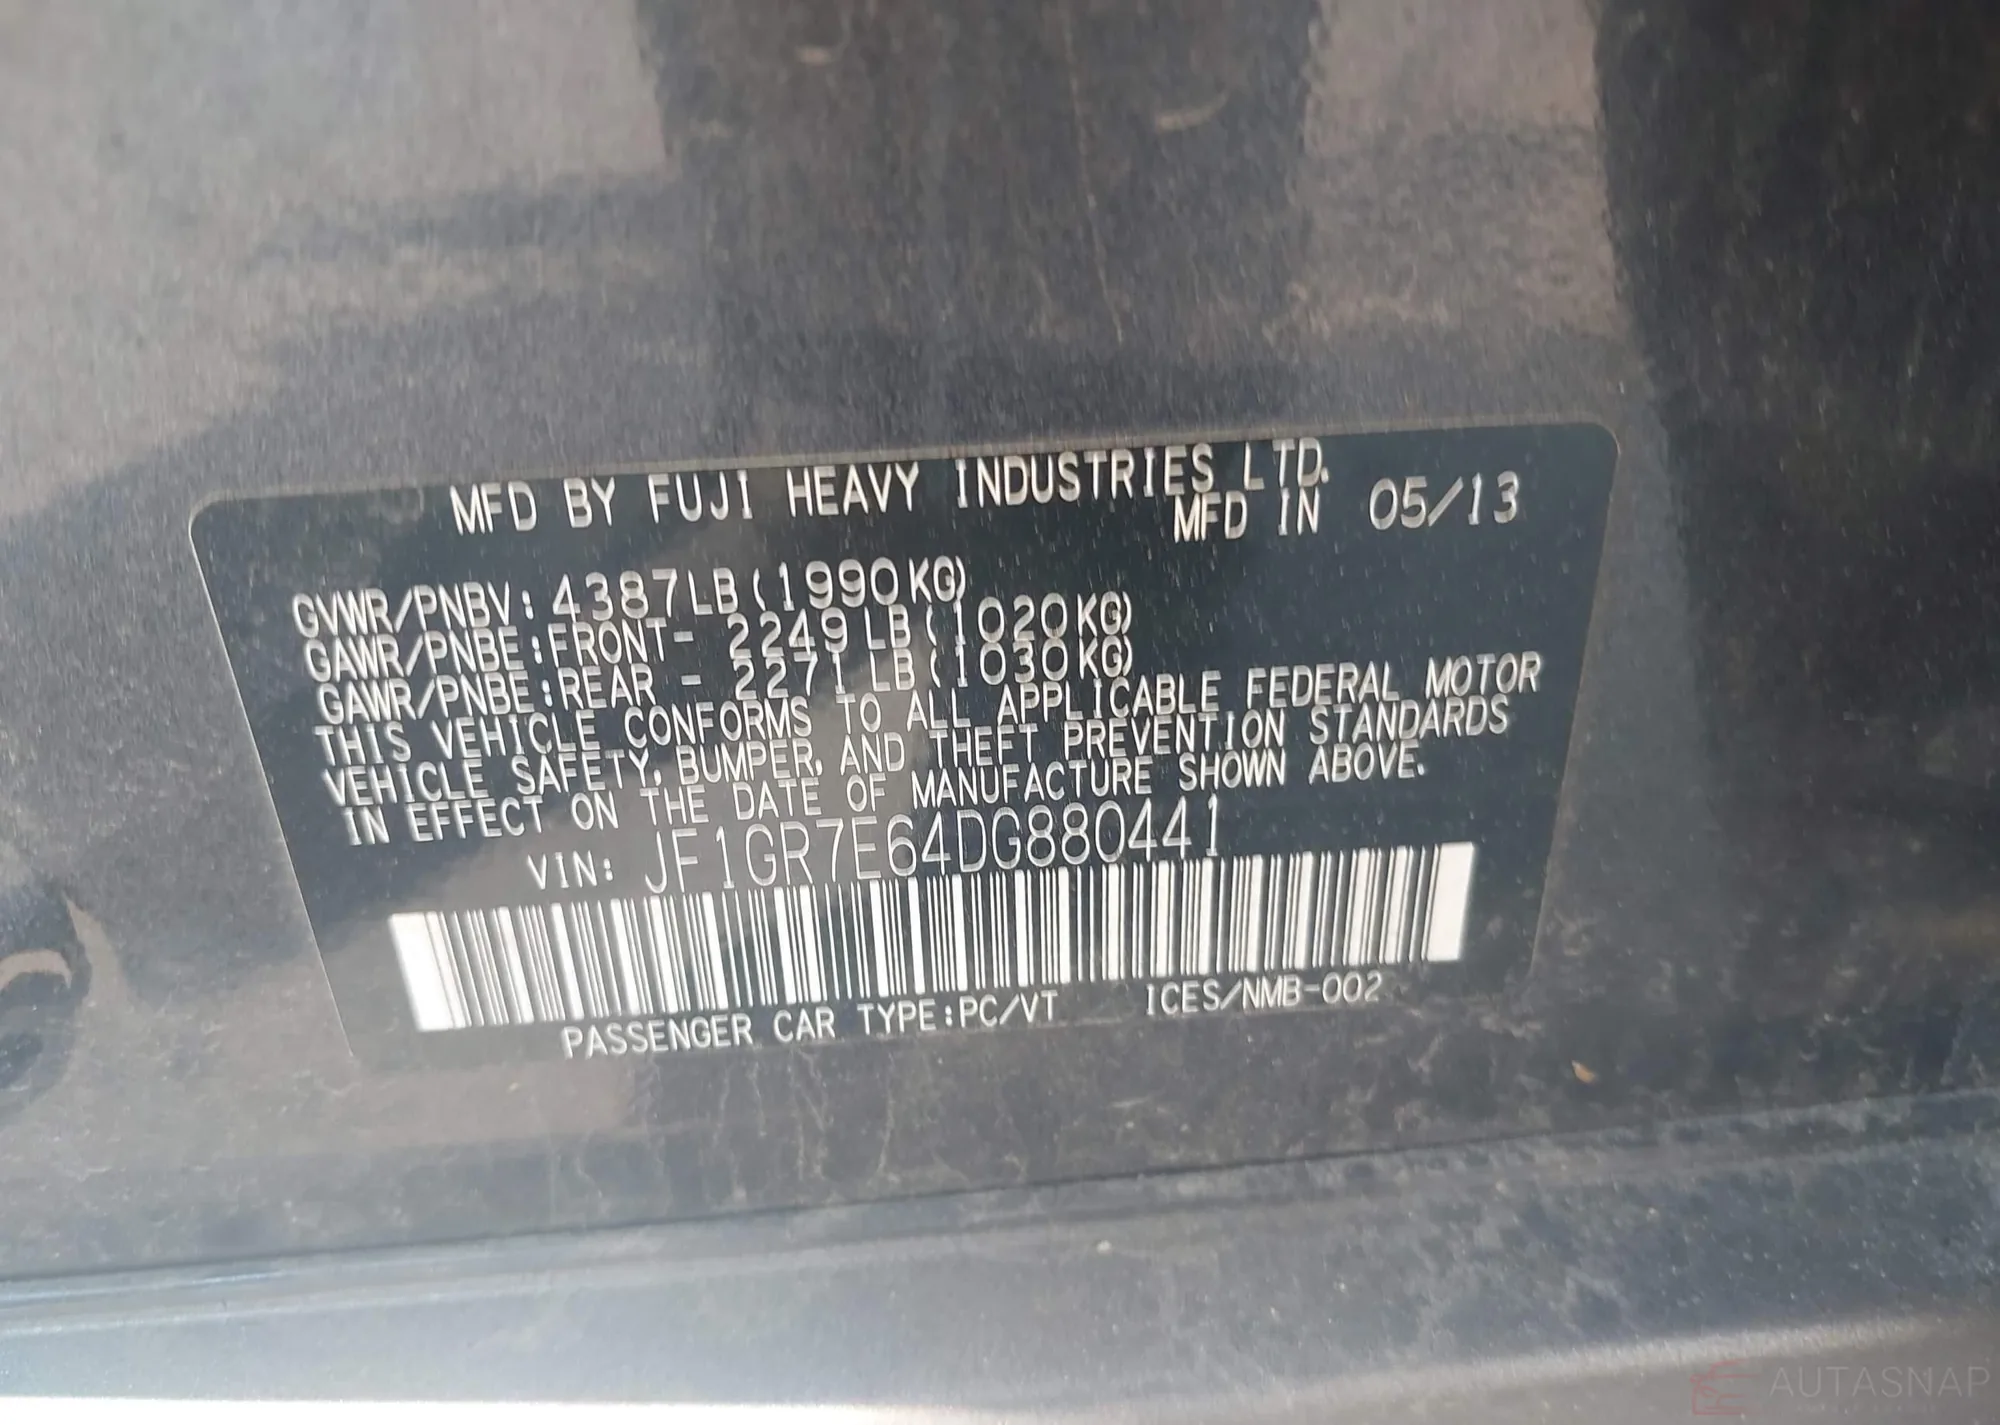 MFD BY FUJI HEAVY INDUSTRIES LTD.
MFD IN 05/13
GVWR/PNBV: 4387LB(1990KG)
GAWR/PNBE:FRONT- 2249LB(1020KG)
GAWR/PNBE:REAR - 2271LB(1030KG)
THIS VEHICLE CONFORMS TO ALL APPLICABLE FEDERAL MOTOR
VEHICLE SAFETY, BUMPER, AND THEFT PREVENTION STANDARDS
IN EFFECT ON THE DATE OF MANUFACTURE SHOWN ABOVE.
VIN: JF1GR7E64DG880441
PASSENGER CAR TYPE:PC/VT ICES/NMB-002
AUTASNAP